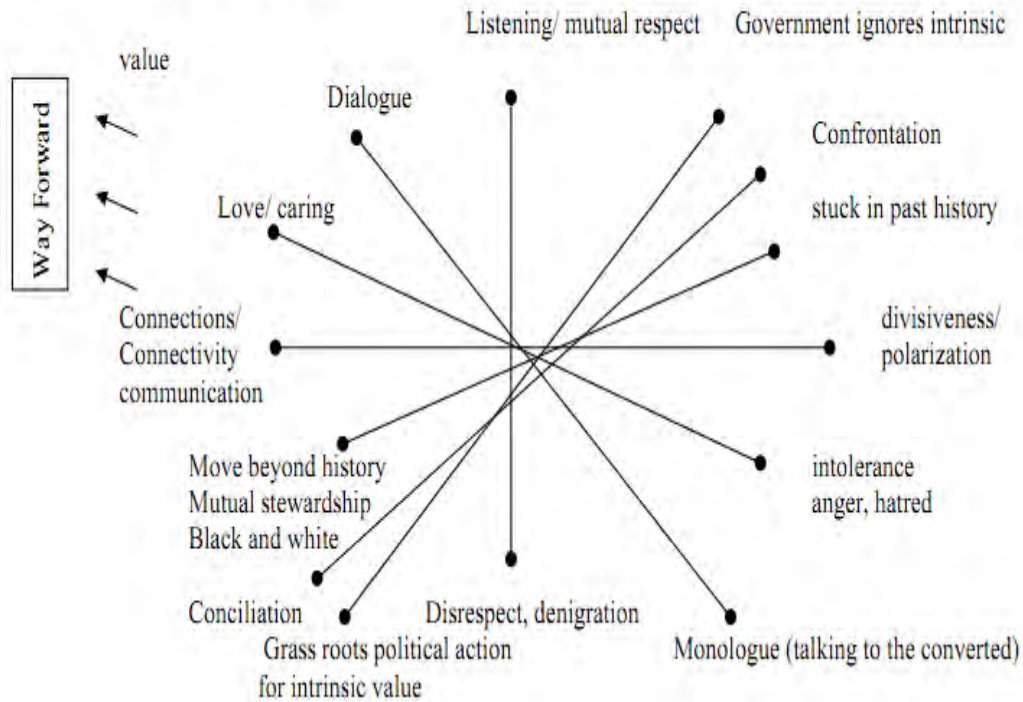 Listening/ mutual respect Government ignores intrinsic
value
Way Forward
Dialogue
Confrontation
Love/ caring
stuck in past history
Connections/
Connectivity
communication
divisiveness/
polarization
Move beyond history
Mutual stewardship
Black and white
intolerance
anger, hatred
Conciliation
Disrespect, denigration
Grass roots political action
for intrinsic value
Monologue (talking to the converted)